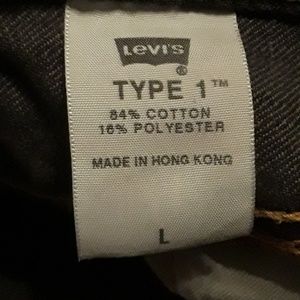 Levi's
®
TYPE 1™
84% COTTON
16% POLYESTER
MADE IN HONG KONG
L